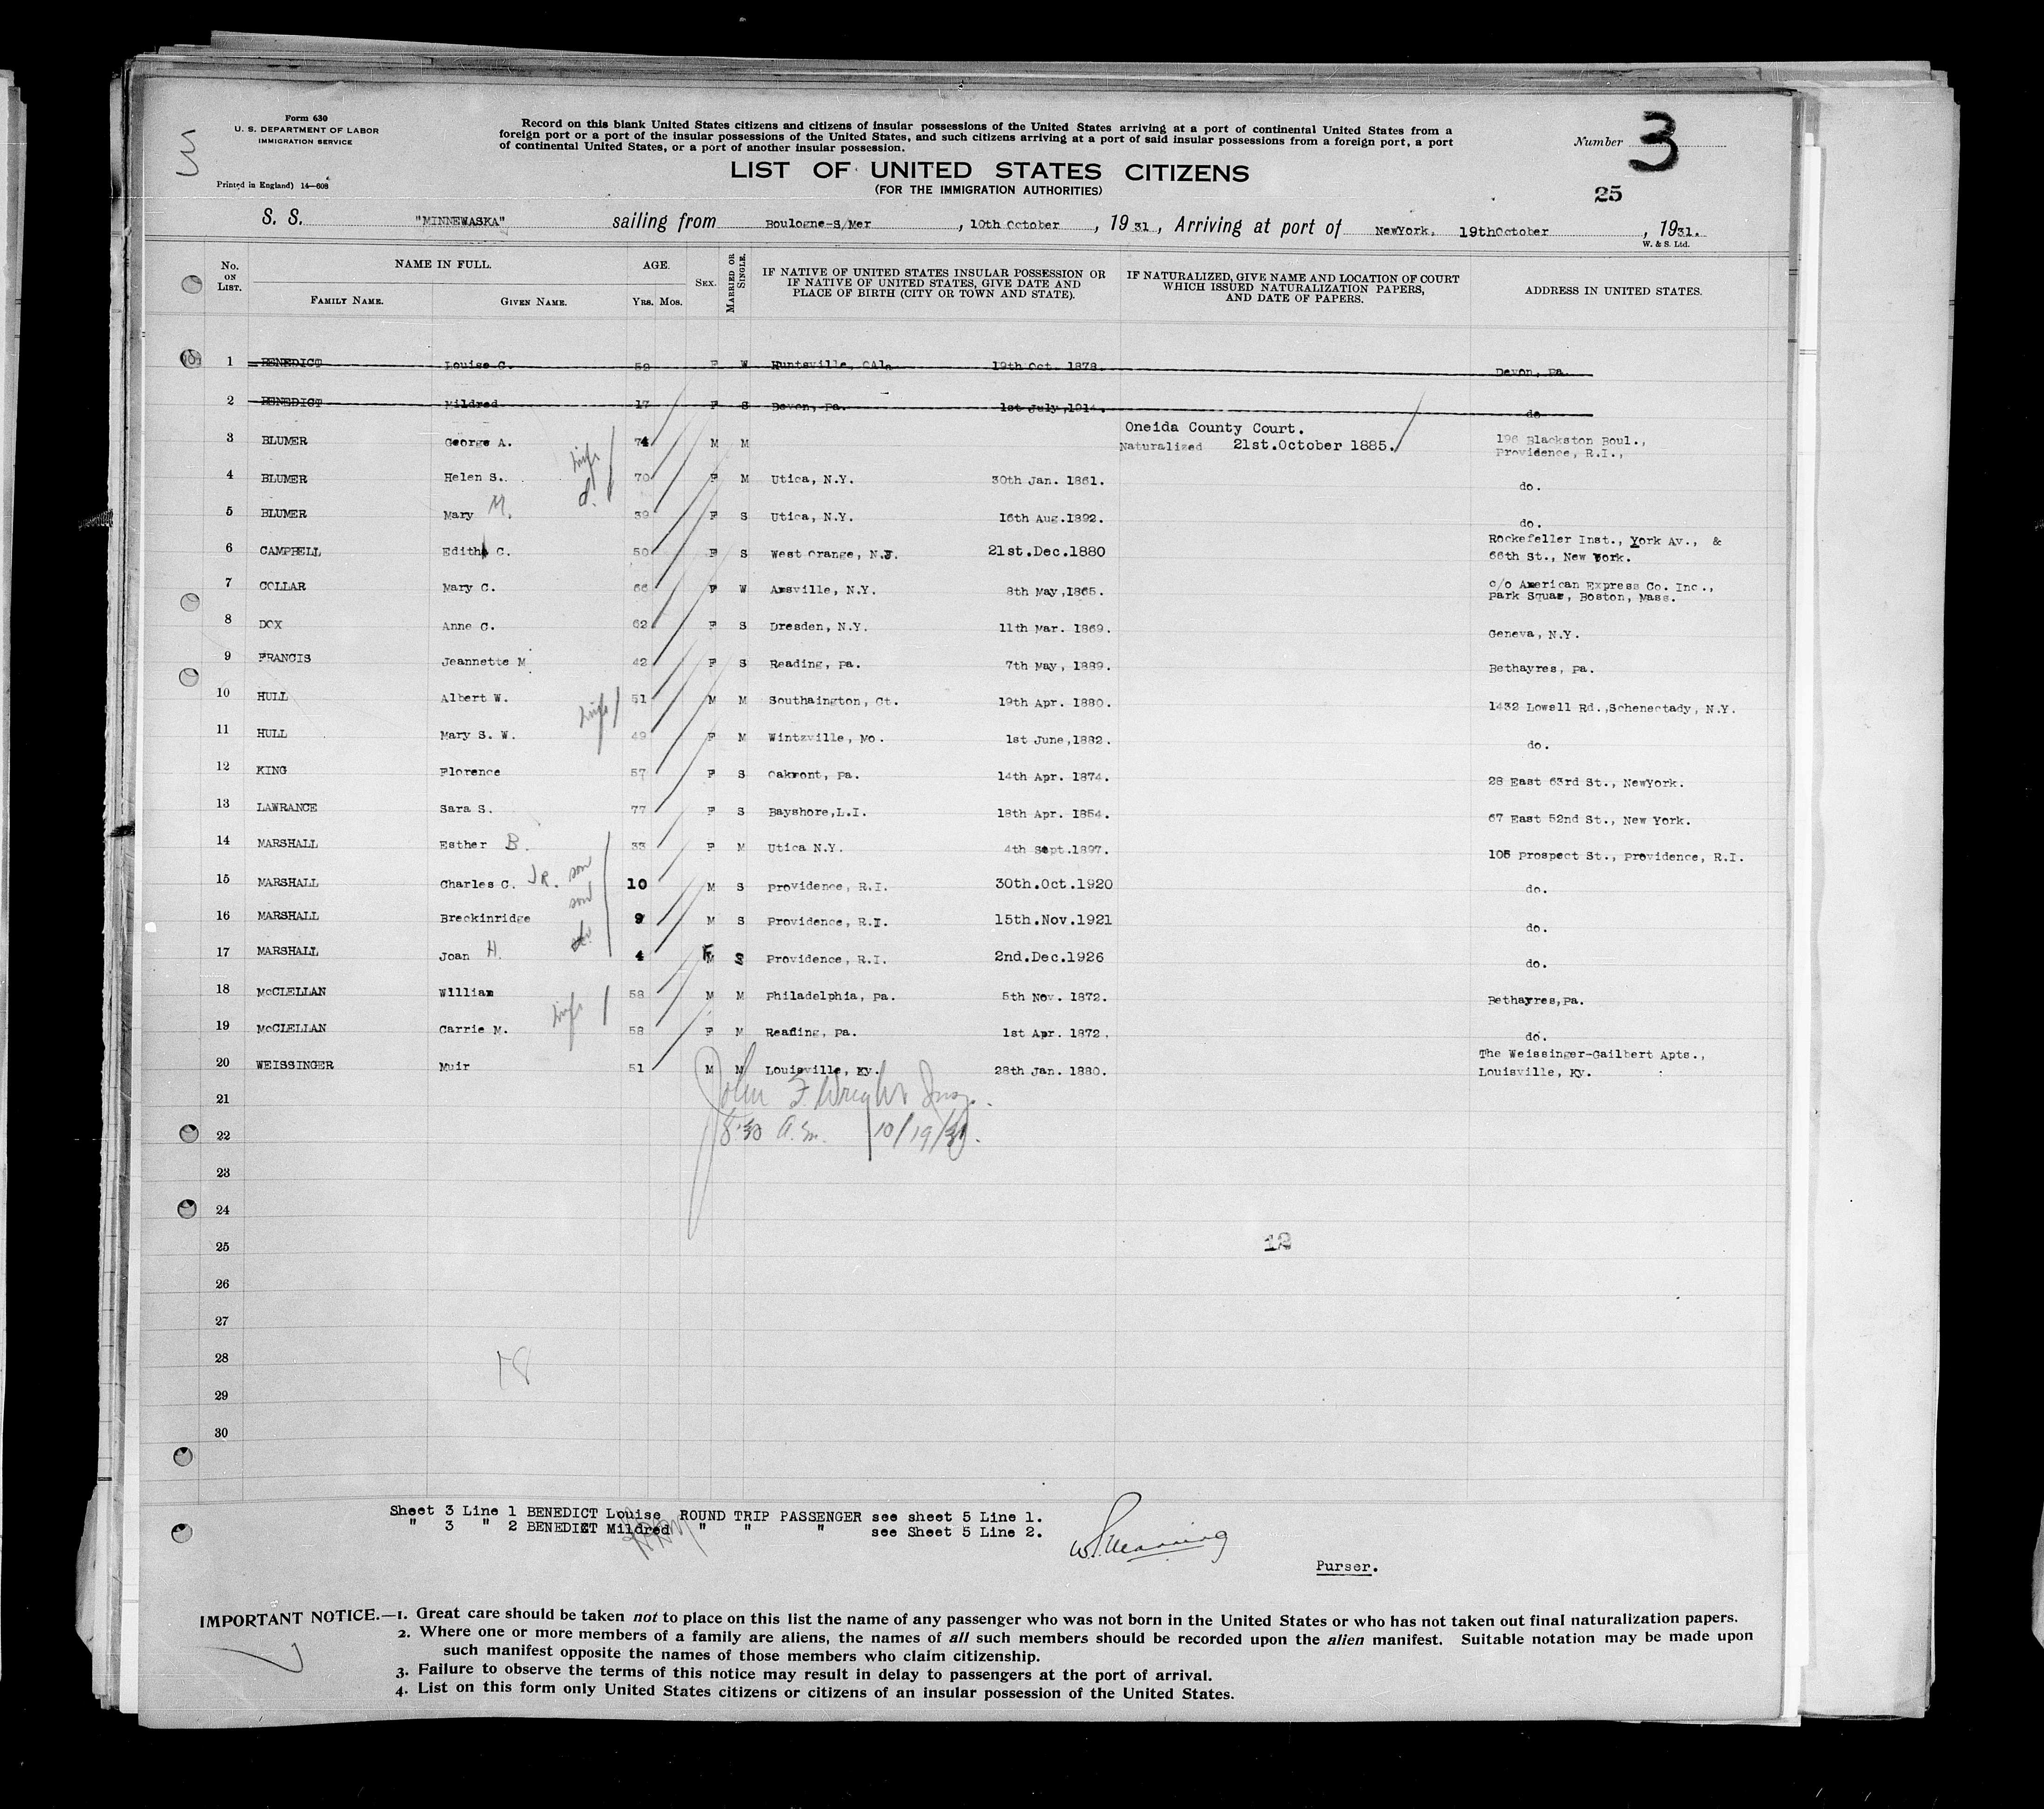 3
Form 630
U. S. DEPARTMENT OF LABOR
IMMIGRATION SERVICE
Printed in England) 14—608
Record on this blank United States citizens and citizens of insular possessions of the United States arriving at a port of continental United States from a
foreign port or a port of the insular possessions of the United States, and such citizens arriving at a port of said insular possessions from a foreign port, a port
of continental United States, or a port of another insular possession.
LIST OF UNITED STATES CITIZENS
(FOR THE IMMIGRATION AUTHORITIES)
Number 3
25
S. S. "MINNEWASKA" sailing from Boulogne-S/Mer , 10th October , 19 31 , Arriving at port of NewYork. 19thOctober , 1931.
W. & S. Ltd.
No. ON LIST. NAME IN FULL. FAMILY NAME. GIVEN NAME. AGE. Yrs. Mos. SEX. MARRIED OR SINGLE. IF NATIVE OF UNITED STATES INSULAR POSSESSION OR IF NATIVE OF UNITED STATES, GIVE DATE AND PLACE OF BIRTH (CITY OR TOWN AND STATE). IF NATURALIZED, GIVE NAME AND LOCATION OF COURT WHICH ISSUED NATURALIZATION PAPERS, AND DATE OF PAPERS. ADDRESS IN UNITED STATES.
1 BENEDICT Louise C. F W Huntsville, CAl. 19th Oct. 1878. Devon, Pa.
2 BENEDICT Mildred 17 F S Devon, Pa. 1st July,1914. do
3 BLUMER George A. 74 M M Oneida County Court. Naturalized 21st.October 1885. 196 Blackston Boul., Providence, R.I.,
4 BLUMER Helen S. wife 70 F M Utica, N.Y. 30th Jan. 1861. do.
5 BLUMER Mary M. d. 39 F S Utica, N.Y. 16th Aug.1892. do.
6 CAMPBELL Edith C. 50 F S West Orange, N.J. 21st.Dec.1880 Rockefeller Inst., York Av., & 66th St., New York.
7 COLLAR Mary C. 66 F W Amsville, N.Y. 8th May,1865. c/o American Express Co. Inc., Park Squar, Boston, Mass.
8 DOX Anne C. 62 F S Dresden, N.Y. 11th Mar. 1869. Geneva, N.Y.
9 FRANCIS Jeannette M 42 F S Reading, Pa. 7th May, 1889. Bethayres, Pa.
10 HULL Albert W. 51 M M Southaington, Ct. 19th Apr. 1880. 1432 Lowell Rd.,Schenectady, N.Y.
11 HULL Mary S. W. wife 49 F M Wintzville, Mo. 1st June,1882. do.
12 KING Florence 57 F S Oakmont, Pa. 14th Apr. 1874. 28 East 63rd St., NewYork.
13 LAWRANCE Sara S. 77 F S Bayshore,L.I. 18th Apr. 1854. 67 East 52nd St., New York.
14 MARSHALL Esther B. 33 F M Utica N.Y. 4th Sept.1897. 105 Prospect St., Providence, R.I.
15 MARSHALL Charles C. JR. son 10 M S Providence, R.I. 30th.Oct.1920 do.
16 MARSHALL Breckinridge son 9 M S Providence, R.I. 15th.Nov.1921 do.
17 MARSHALL Joan H. 4 F S Providence, R.I. 2nd.Dec.1926 do.
18 McCLELLAN William 58 M M Philadelphia, Pa. 5th Nov. 1872. Bethayres,Pa.
19 McCLELLAN Carrie M. wife 58 F M Reading, Pa. 1st Apr. 1872. do.
20 WEISSINGER Muir 51 M M Louisville, Ky. 28th Jan. 1880. The Weissinger-Gailbert Apts., Louisville, Ky.
21
John F. Wright Insp.
22
8:30 a.m. 10/19/31.
23
24
25
12
26
27
28
18
29
30
Sheet 3 Line 1 BENEDICT Louise ROUND TRIP PASSENGER see sheet 5 Line 1.
" 3 " 2 BENEDICT Mildred " " " see Sheet 5 Line 2.
Purser.
IMPORTANT NOTICE.—1. Great care should be taken not to place on this list the name of any passenger who was not born in the United States or who has not taken out final naturalization papers.
2. Where one or more members of a family are aliens, the names of all such members should be recorded upon the alien manifest. Suitable notation may be made upon
such manifest opposite the names of those members who claim citizenship.
3. Failure to observe the terms of this notice may result in delay to passengers at the port of arrival.
4. List on this form only United States citizens or citizens of an insular possession of the United States.